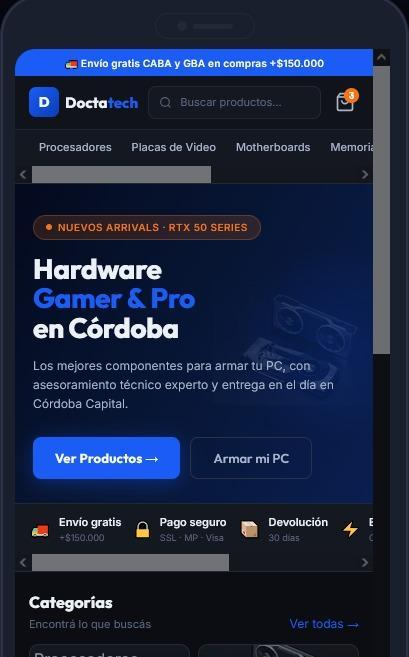 Envío gratis CABA y GBA en compras +$150.000
D Doctatech Buscar productos... 3
Procesadores Placas de Video Motherboards Memoria
NUEVOS ARRIVALS · RTX 50 SERIES
Hardware
Gamer & Pro
en Córdoba
Los mejores componentes para armar tu PC, con
asesoramiento técnico experto y entrega en el día en
Córdoba Capital.
Ver Productos → Armar mi PC
Envío gratis Pago seguro Devolución
+$150.000 SSL · MP · Visa 30 días
Categorías
Encontrá lo que buscás Ver todas →
Procesadores